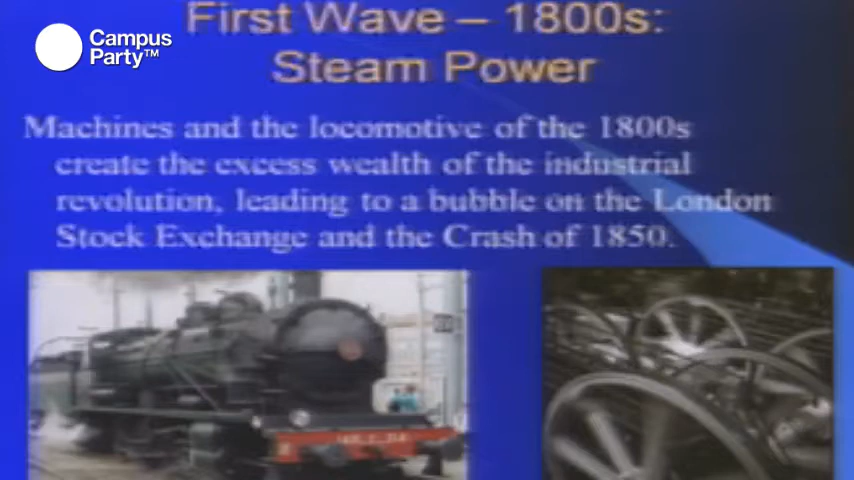 First Wave – 1800s:
Steam Power
Campus
Party™
Machines and the locomotive of the 1800s
create the excess wealth of the industrial
revolution, leading to a bubble on the London
Stock Exchange and the Crash of 1850.